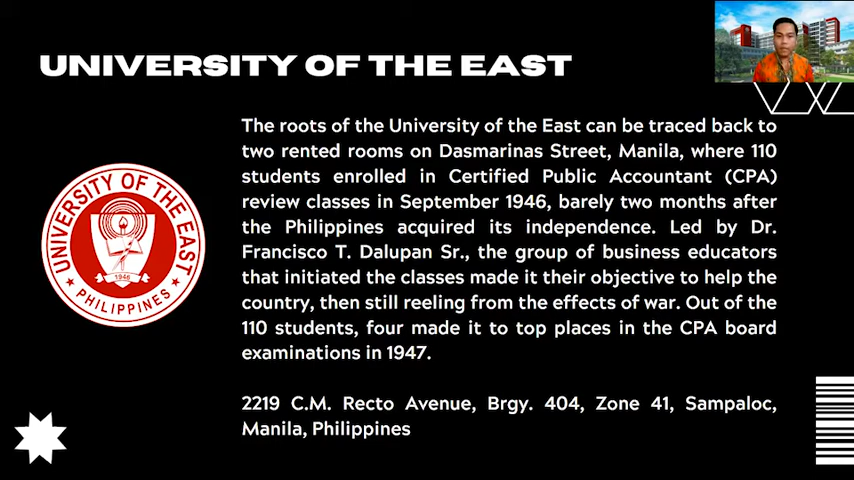 UNIVERSITY OF THE EAST
The roots of the University of the East can be traced back to
two rented rooms on Dasmarinas Street, Manila, where 110
students enrolled in Certified Public Accountant (CPA)
review classes in September 1946, barely two months after
the Philippines acquired its independence. Led by Dr.
Francisco T. Dalupan Sr., the group of business educators
that initiated the classes made it their objective to help the
country, then still reeling from the effects of war. Out of the
110 students, four made it to top places in the CPA board
examinations in 1947.
2219 C.M. Recto Avenue, Brgy. 404, Zone 41, Sampaloc,
Manila, Philippines
UNIVERSITY OF THE EAST
1946
PHILIPPINES